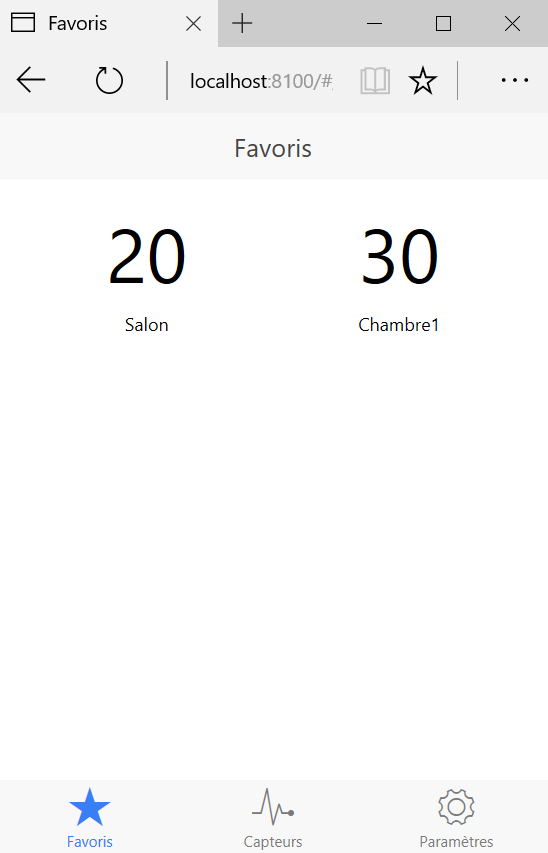 Favoris
localhost:8100/#
Favoris
20 30
Salon Chambre1
Favoris Capteurs Paramètres